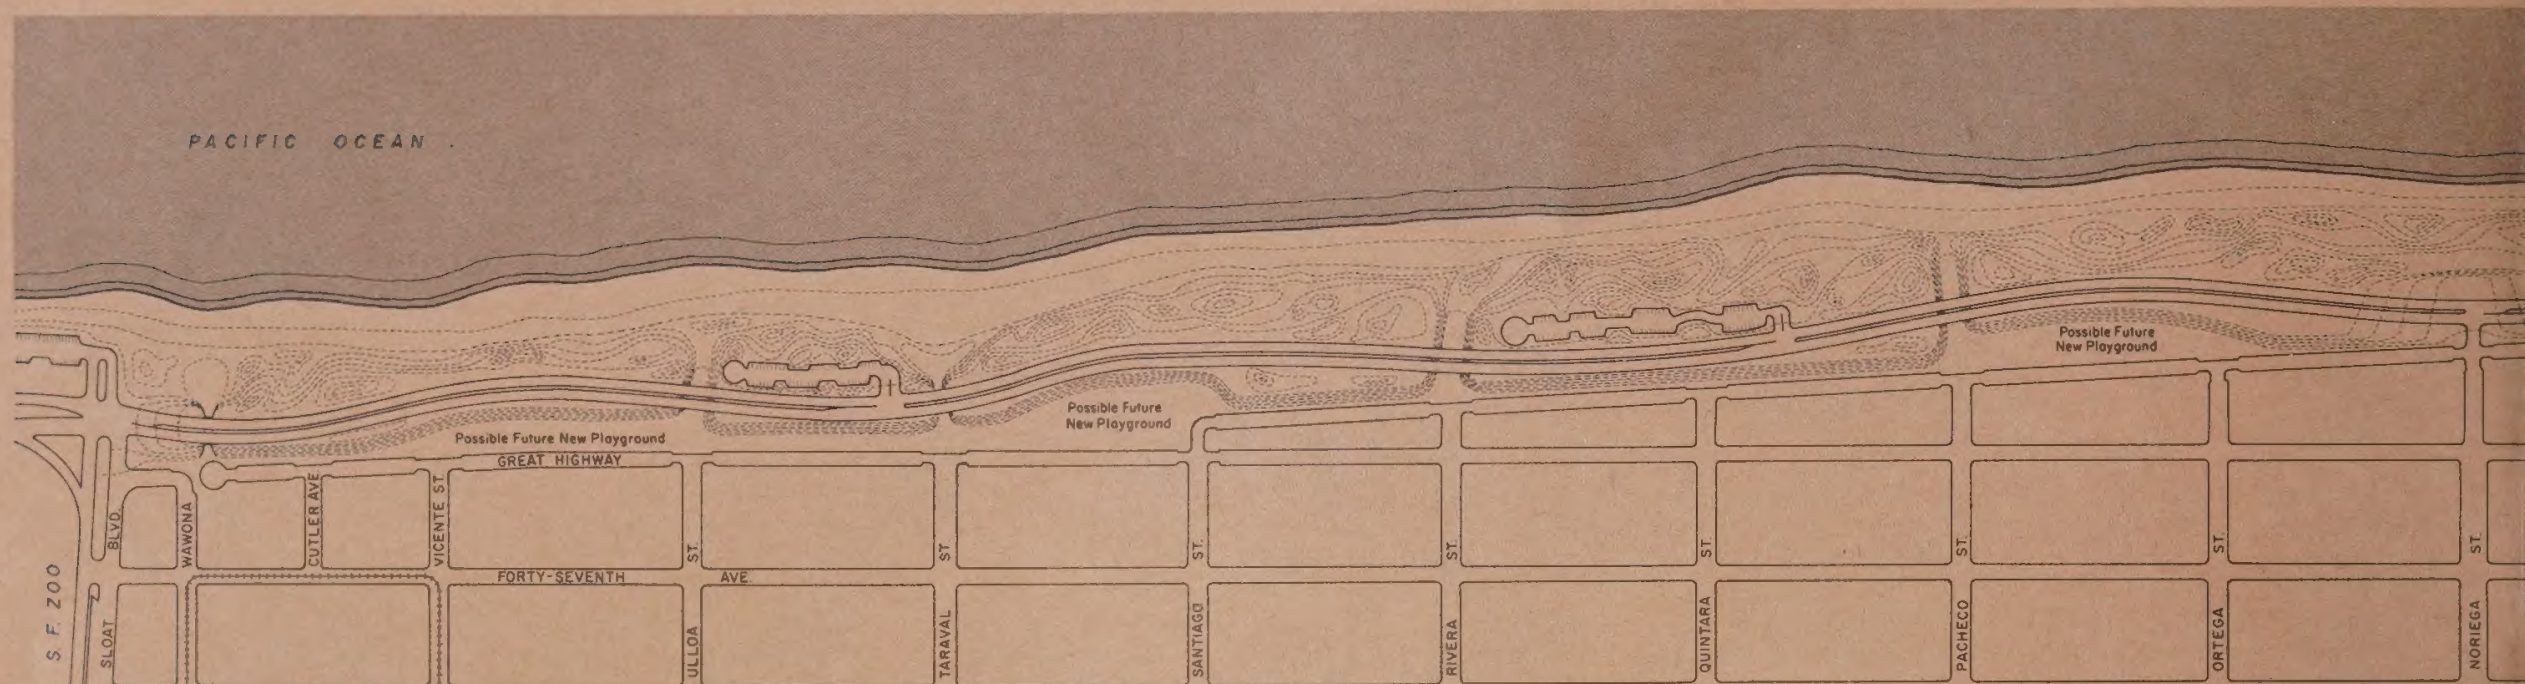 PACIFIC OCEAN .
Possible Future
New Playground
Possible Future
New Playground
Possible Future New Playground
GREAT HIGHWAY
BLVD.
WAWONA
CUTLER AVE
VICENTE ST.
ST.
ST
ST.
ST.
ST.
ST.
ST.
ST.
FORTY-SEVENTH AVE.
S. F. ZOO
SLOAT
ULLOA
TARAVAL
SANTIAGO
RIVERA
QUINTARA
PACHECO
ORTEGA
NORIEGA